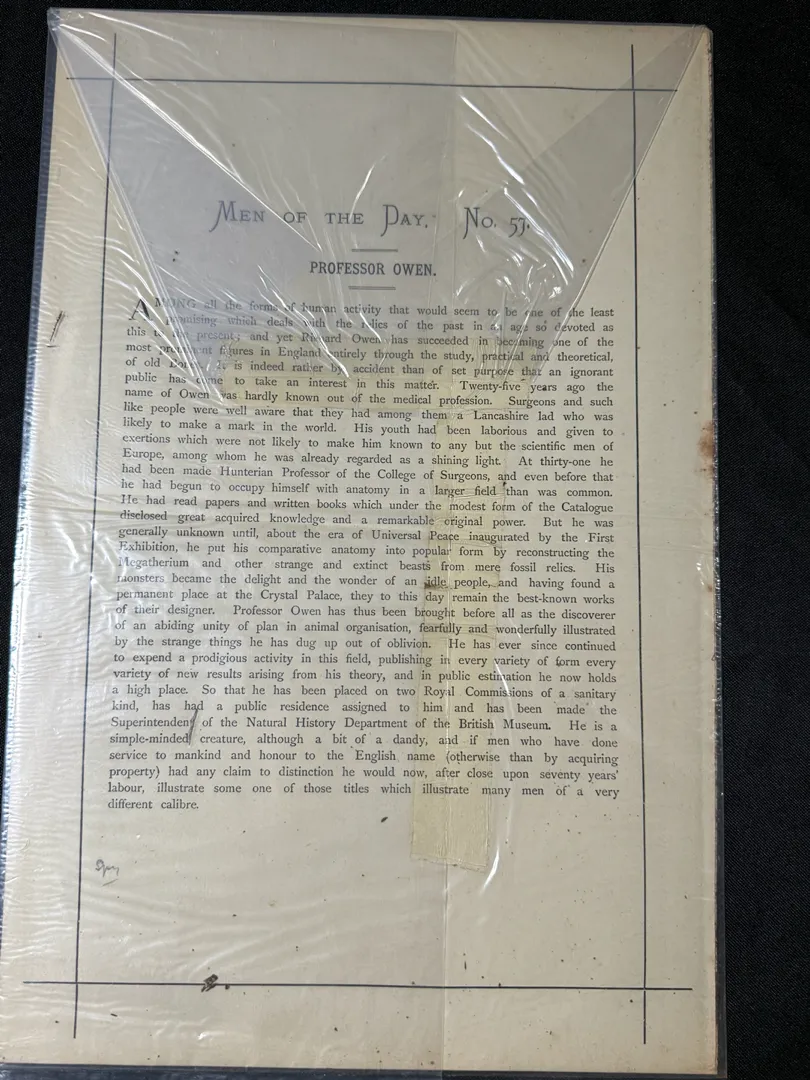 MEN OF THE DAY, No. 57.
PROFESSOR OWEN.
AMONG all the forms of human activity that would seem to be one of the least
promising which deals with the relics of the past in an age so devoted as
this to the present; and yet Richard Owen has succeeded in becoming one of the
most prominent figures in England entirely through the study, practical and theoretical,
of old is indeed rather by accident than of set purpose that an ignorant
public has come to take an interest in this matter. Twenty-five years ago the
name of Owen was hardly known out of the medical profession. Surgeons and such
like people were well aware that they had among them a Lancashire lad who was
likely to make a mark in the world. His youth had been laborious and given to
exertions which were not likely to make him known to any but the scientific men of
Europe, among whom he was already regarded as a shining light. At thirty-one he
had been made Hunterian Professor of the College of Surgeons, and even before that
he had begun to occupy himself with anatomy in a larger field than was common.
He had read papers and written books which under the modest form of the Catalogue
disclosed great acquired knowledge and a remarkable original power. But he was
generally unknown until, about the era of Universal Peace inaugurated by the First
Exhibition, he put his comparative anatomy into popular form by reconstructing the
Megatherium and other strange and extinct beasts from mere fossil relics. His
monsters became the delight and the wonder of an idle people, and having found a
permanent place at the Crystal Palace, they to this day remain the best-known works
of their designer. Professor Owen has thus been brought before all as the discoverer
of an abiding unity of plan in animal organisation, fearfully and wonderfully illustrated
by the strange things he has dug up out of oblivion. He has ever since continued
to expend a prodigious activity in this field, publishing in every variety of form every
variety of new results arising from his theory, and in public estimation he now holds
a high place. So that he has been placed on two Royal Commissions of a sanitary
kind, has had a public residence assigned to him and has been made the
Superintendent of the Natural History Department of the British Museum. He is a
simple-minded creature, although a bit of a dandy, and if men who have done
service to mankind and honour to the English name (otherwise than by acquiring
property) had any claim to distinction he would now, after close upon seventy years'
labour, illustrate some one of those titles which illustrate many men of a very
different calibre.
Spy